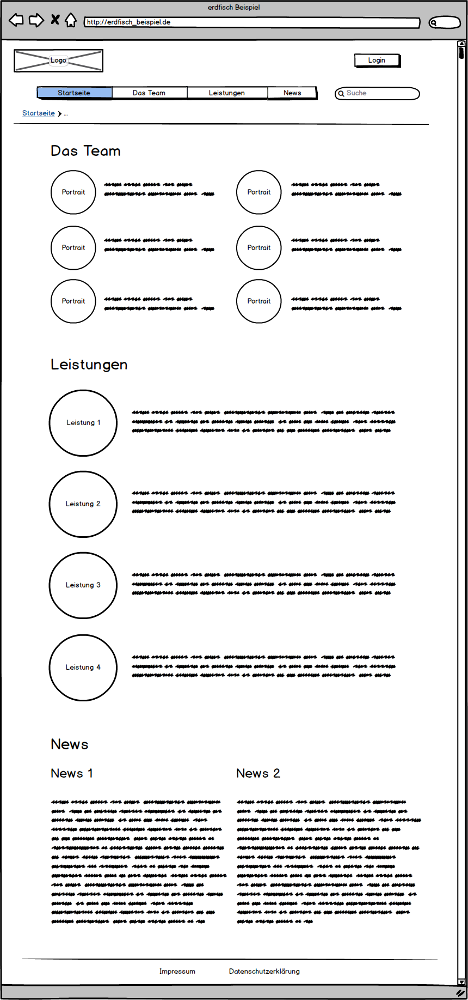 erdfisch Beispiel
http://erdfisch_beispiel.de
Logo
Login
Startseite Das Team Leistungen News Suche
Startseite > ...
Das Team
Portrait Portrait
Portrait Portrait
Portrait Portrait
Leistungen
Leistung 1
Leistung 2
Leistung 3
Leistung 4
News
News 1 News 2
Impressum Datenschutzerklärung